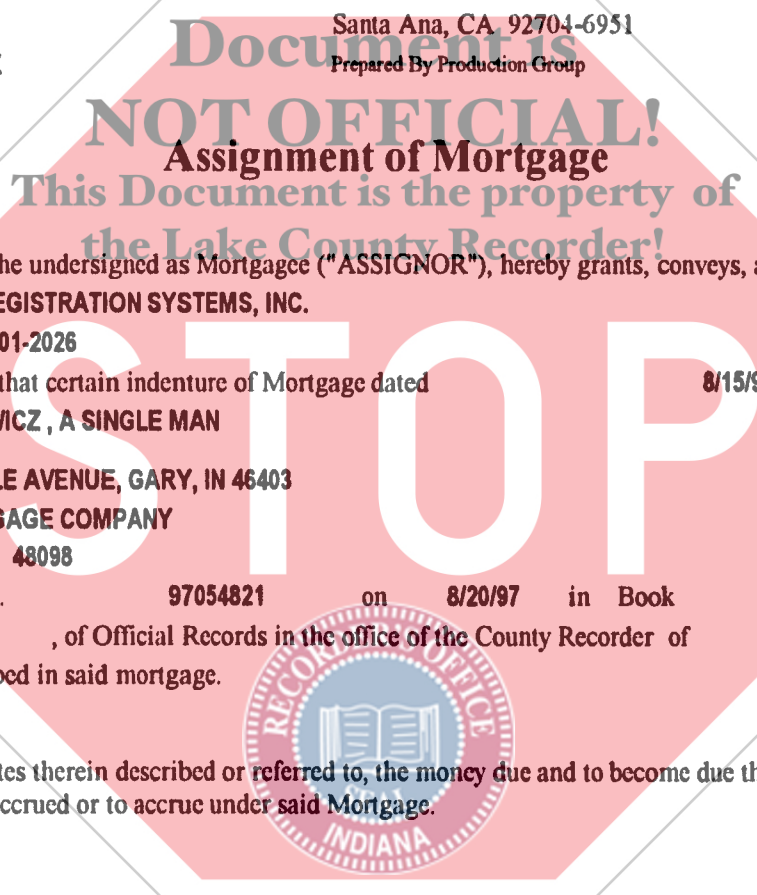 Santa Ana, CA 92704-6951
Document is
Prepared By Production Group
NOT OFFICIAL!
Assignment of Mortgage
This Document is the property of
the Lake County Recorder!
he undersigned as Mortgagee ("ASSIGNOR"), hereby grants, conveys, a
EGISTRATION SYSTEMS, INC.
01-2026
that certain indenture of Mortgage dated 8/15/9
WICZ , A SINGLE MAN
LE AVENUE, GARY, IN 46403
GAGE COMPANY
48098
. 97054821 on 8/20/97 in Book
, of Official Records in the office of the County Recorder of
bed in said mortgage.
tes therein described or referred to, the money due and to become due th
ccrued or to accrue under said Mortgage.
STOP
RECORDER'S OFFICE
SEAL
INDIANA